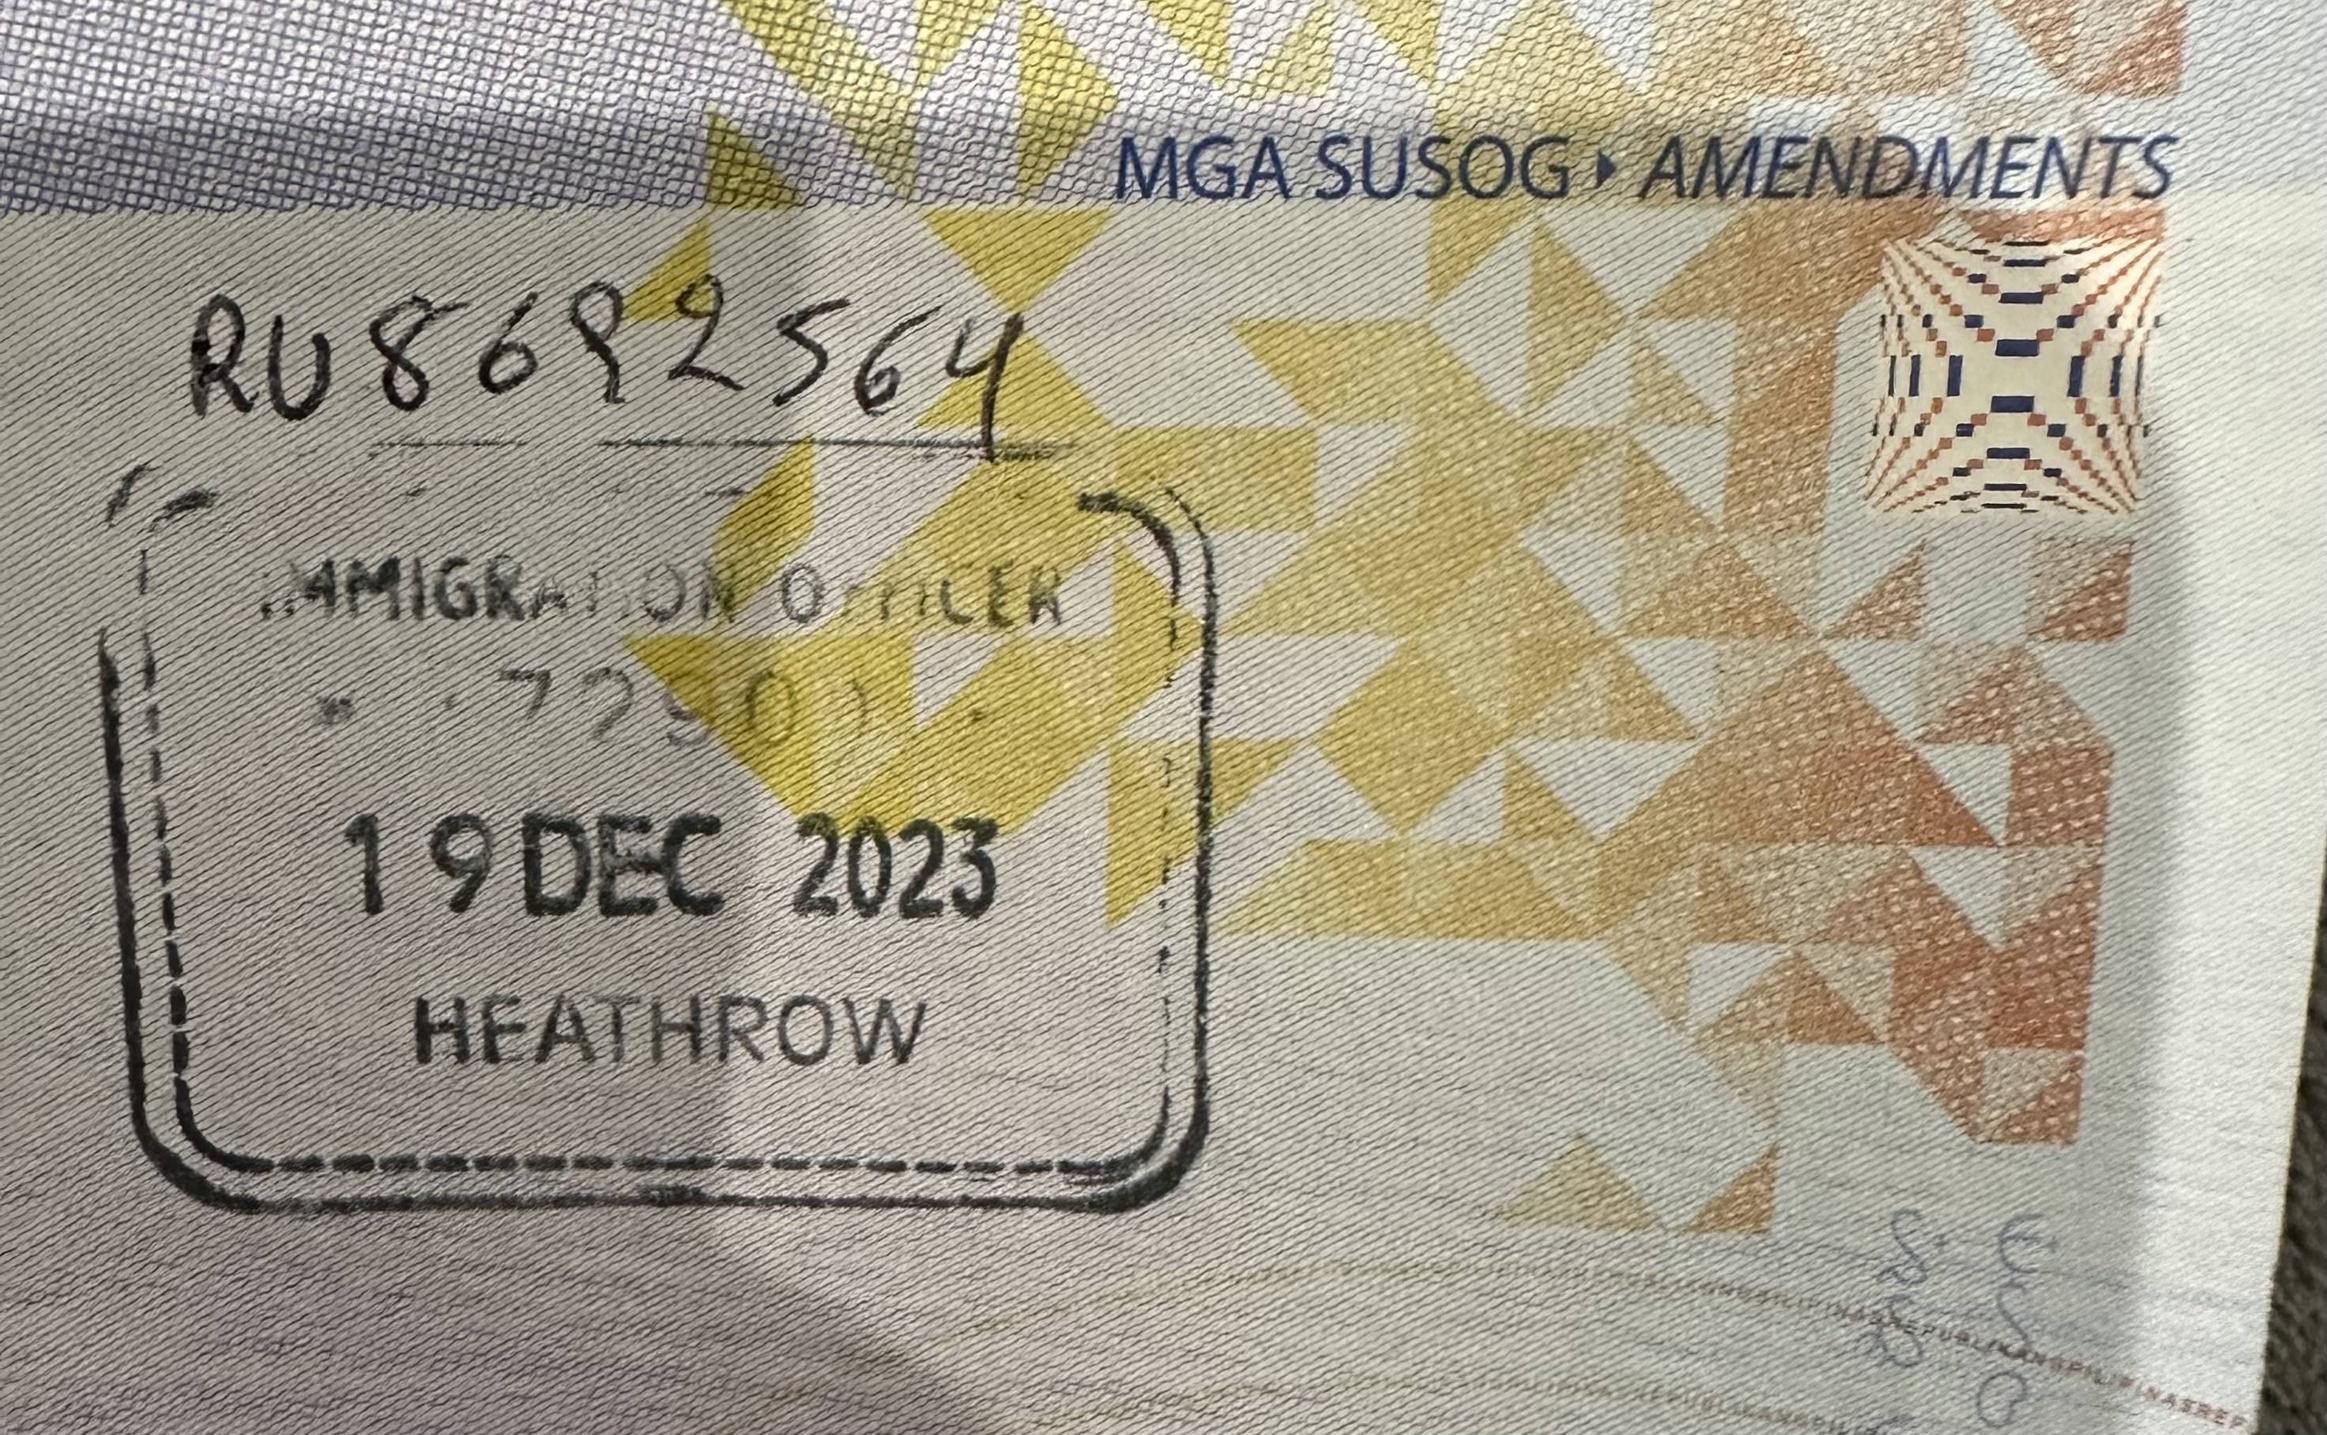 MGA SUSOG ▸ AMENDMENTS
RU8692564
IMMIGRATION OFFICER
19 DEC 2023
HEATHROW